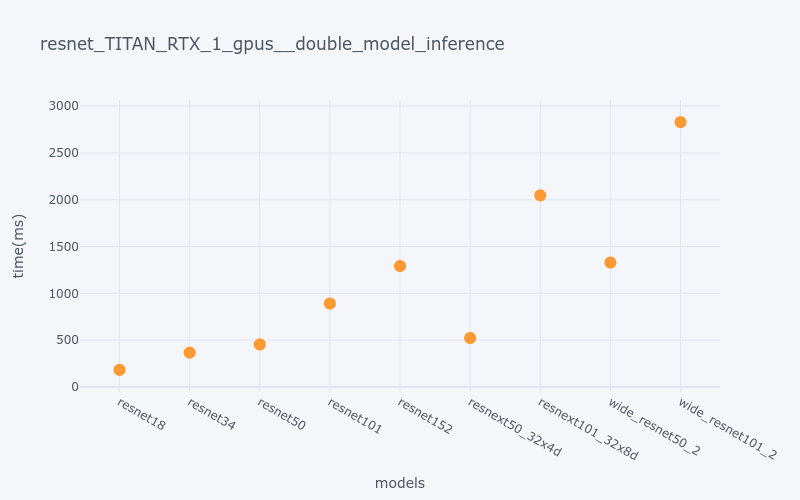 resnet_TITAN_RTX_1_gpus__double_model_inference
3000
2500
2000
1500
1000
500
0
time(ms)
resnet18
resnet34
resnet50
resnet101
resnet152
resnext50_32x4d
resnext101_32x8d
wide_resnet50_2
wide_resnet101_2
models